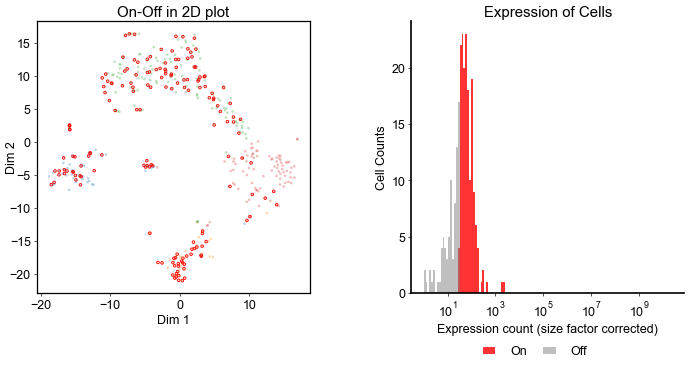 On-Off in 2D plot
15
10
5
0
−5
−10
−15
−20
Dim 2
−20 −10 0 10
Dim 1
Expression of Cells
20
15
10
5
0
Cell Counts
10^1 10^3 10^5 10^7 10^9
Expression count (size factor corrected)
On Off